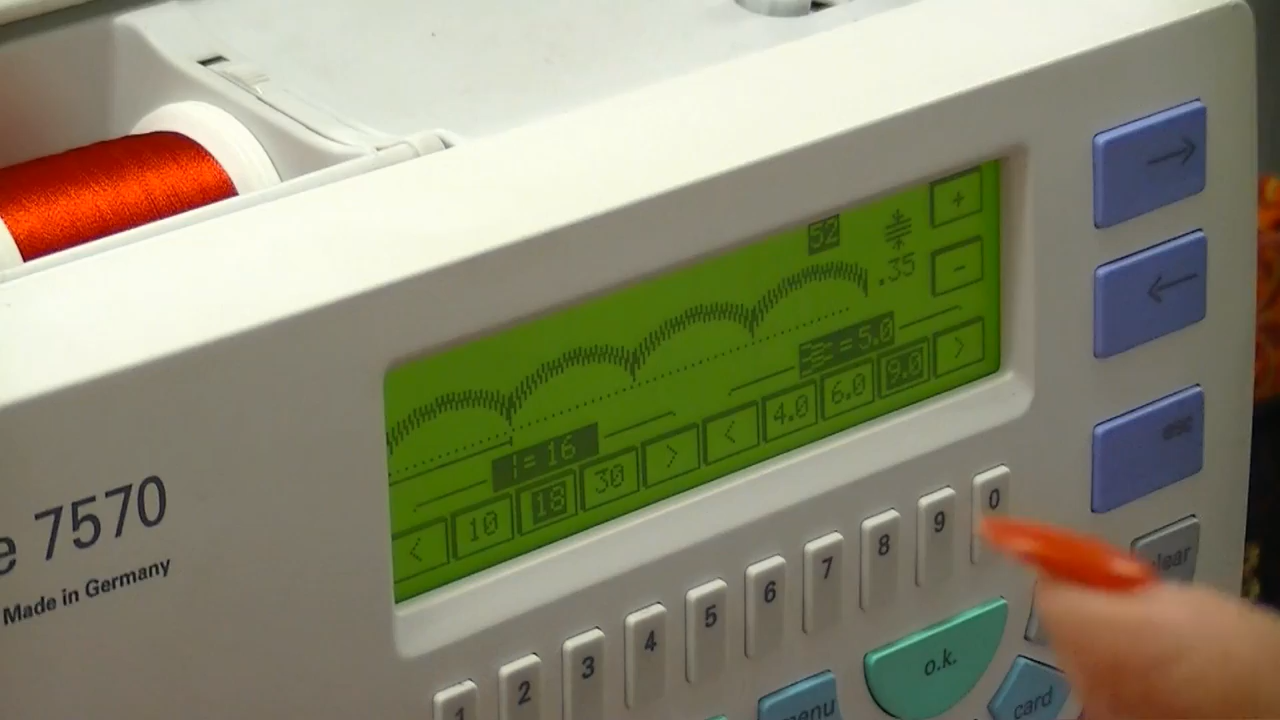 52
+
.35
-
= 5.0
l = 16
< 10 18 30 > < 4.0 6.0 9.0 >
e 7570
Made in Germany
1 2 3 4 5 6 7 8 9 0
esc
clear
o.k.
menu
card